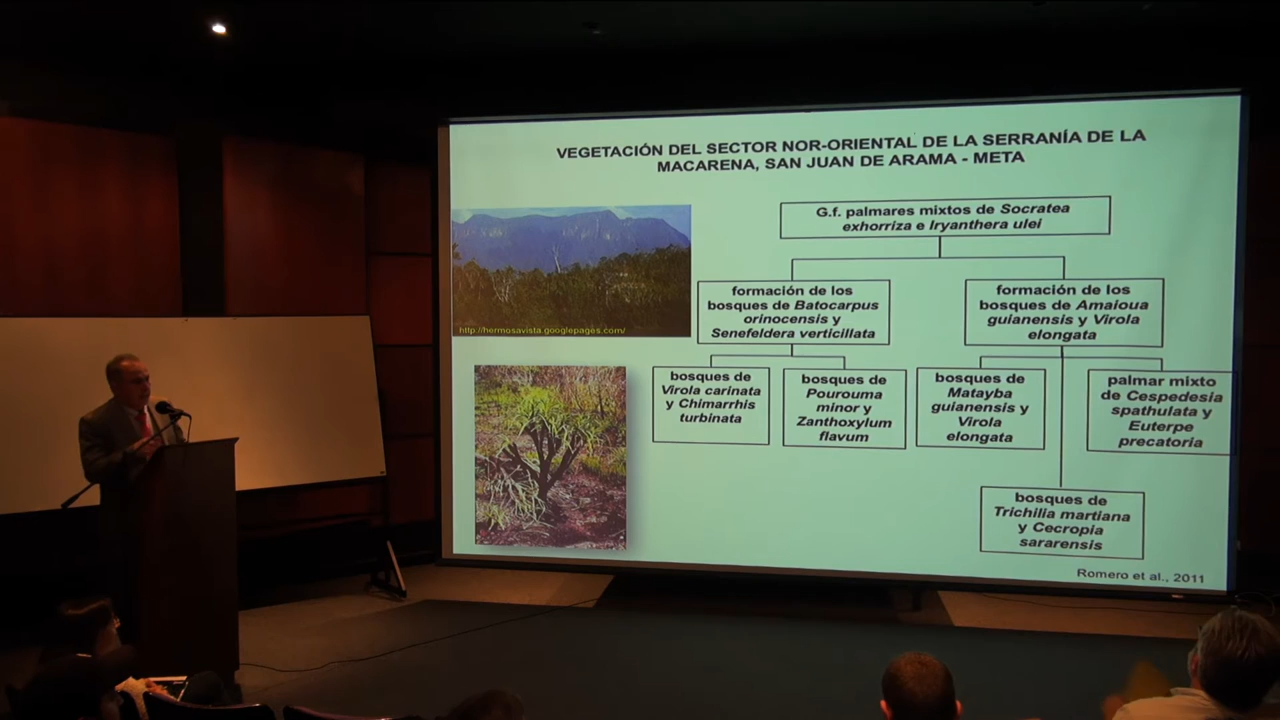 VEGETACIÓN DEL SECTOR NOR-ORIENTAL DE LA SERRANÍA DE LA
MACARENA, SAN JUAN DE ARAMA - META
G.f. palmares mixtos de Socratea
exhorriza e Iryanthera ulei
http://hermosavista.googlepages.com/
formación de los
bosques de Batocarpus
orinocensis y
Senefeldera verticillata
formación de los
bosques de Amaioua
guianensis y Virola
elongata
bosques de
Virola carinata
y Chimarrhis
turbinata
bosques de
Pourouma
minor y
Zanthoxylum
flavum
bosques de
Matayba
guianensis y
Virola
elongata
palmar mixto
de Cespedesia
spathulata y
Euterpe
precatoria
bosques de
Trichilia martiana
y Cecropia
sararensis
Romero et al., 2011